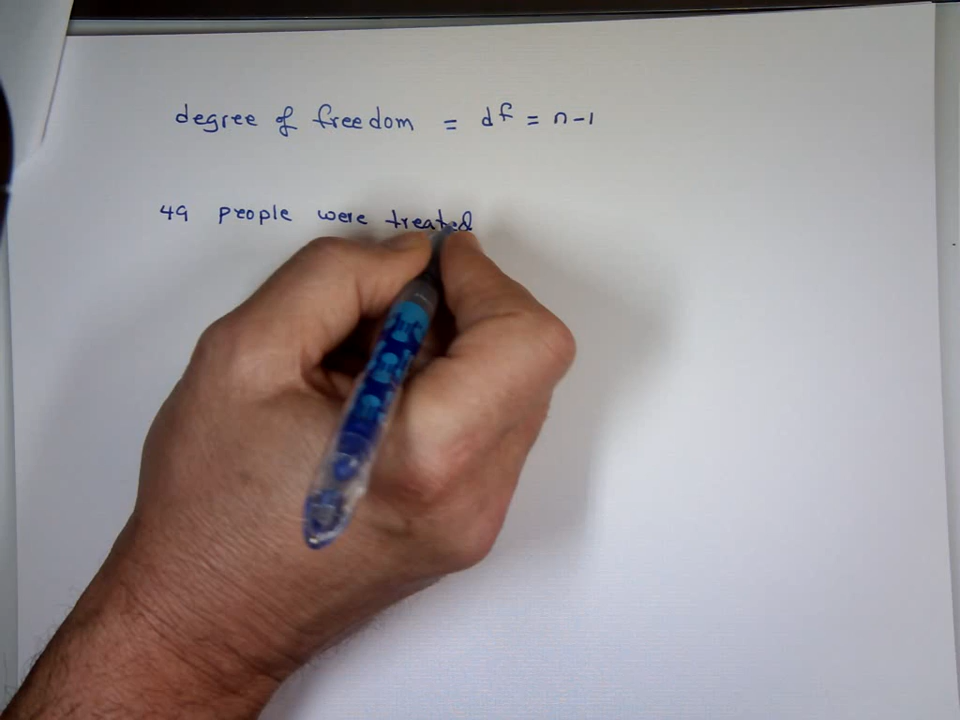 degree of freedom = df = n-1
49 people were treated